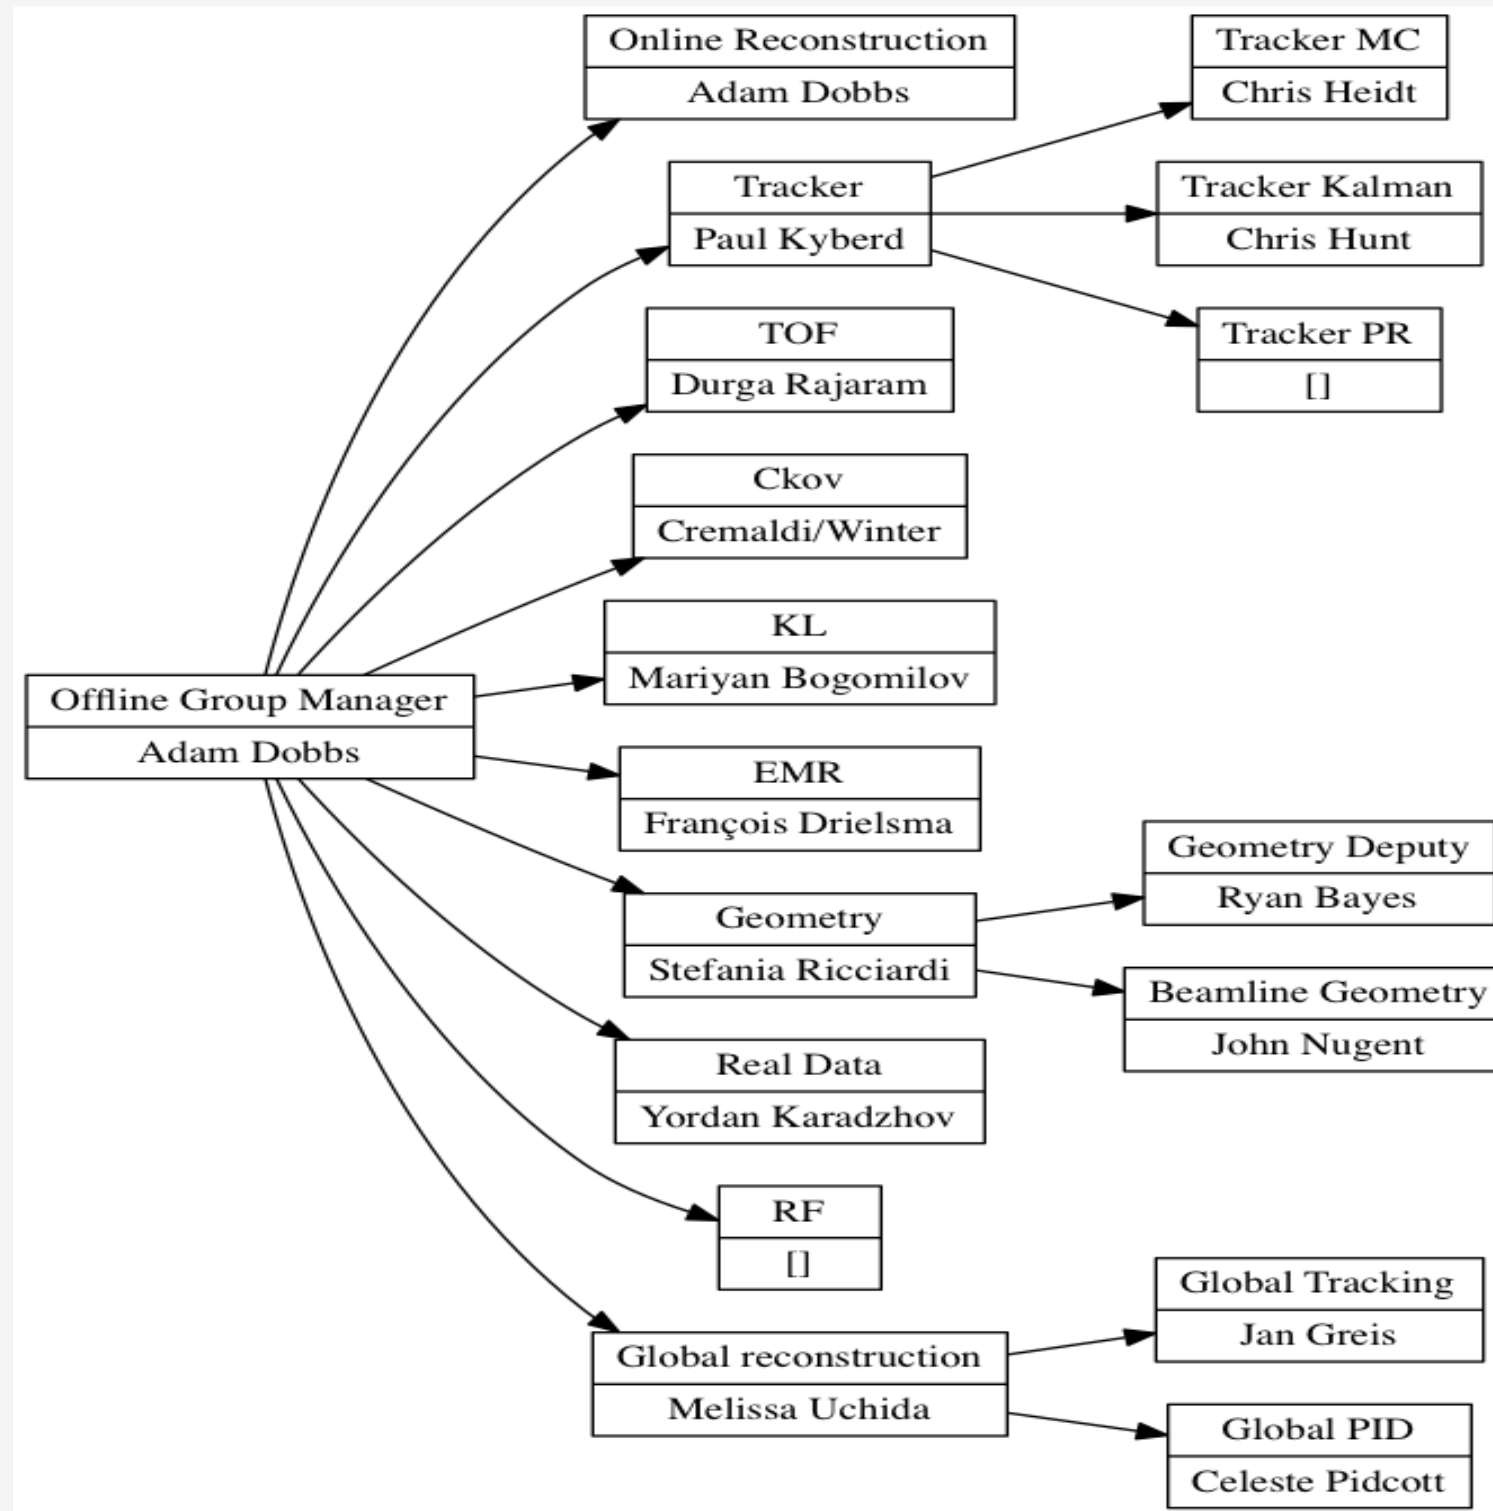 Online Reconstruction
Adam Dobbs
Tracker MC
Chris Heidt
Tracker
Paul Kyberd
Tracker Kalman
Chris Hunt
TOF
Durga Rajaram
Tracker PR
[]
Ckov
Cremaldi/Winter
KL
Mariyan Bogomilov
Offline Group Manager
Adam Dobbs
EMR
François Drielsma
Geometry
Stefania Ricciardi
Geometry Deputy
Ryan Bayes
Beamline Geometry
John Nugent
Real Data
Yordan Karadzhov
RF
[]
Global reconstruction
Melissa Uchida
Global Tracking
Jan Greis
Global PID
Celeste Pidcott